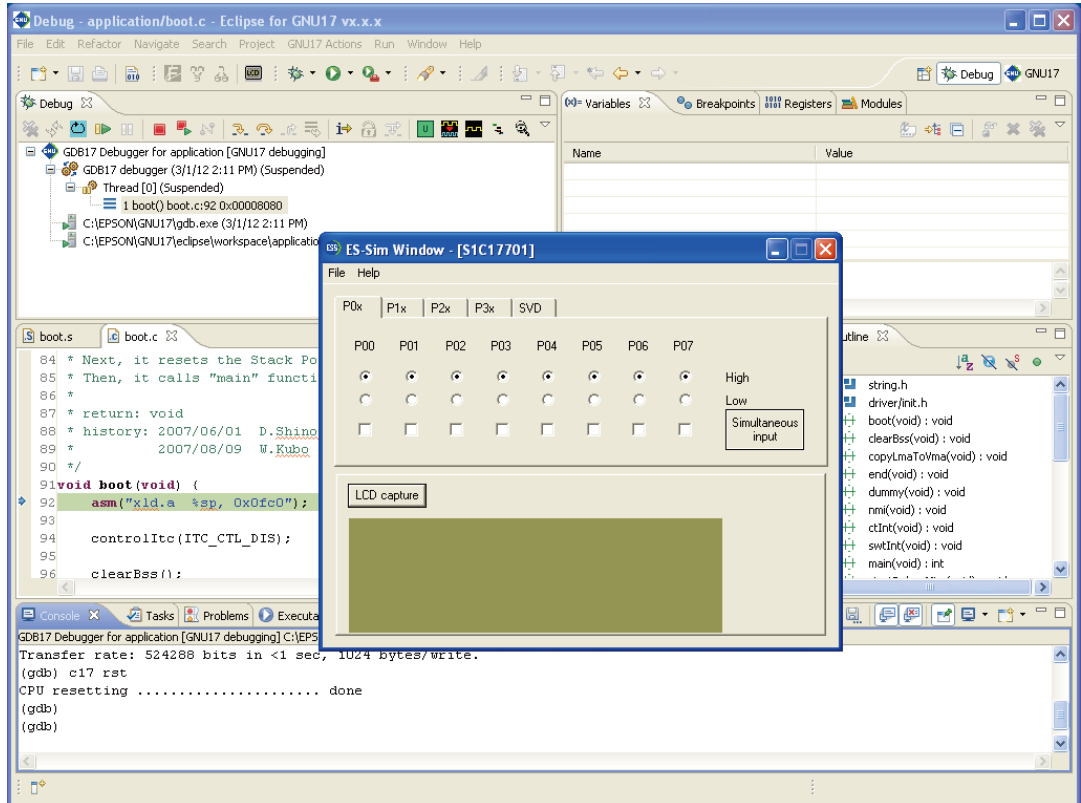 Debug - application/boot.c - Eclipse for GNU17 vx.x.x
File Edit Refactor Navigate Search Project GNU17 Actions Run Window Help
Debug GNU17
Debug
GDB17 Debugger for application [GNU17 debugging]
GDB17 debugger (3/1/12 2:11 PM) (Suspended)
Thread [0] (Suspended)
1 boot() boot.c:92 0x00008080
C:\EPSON\GNU17\gdb.exe (3/1/12 2:11 PM)
C:\EPSON\GNU17\eclipse\workspace\applicatio
(x)= Variables Breakpoints Registers Modules
Name Value
ES-Sim Window - [S1C17701]
File Help
P0x P1x P2x P3x SVD
P00 P01 P02 P03 P04 P05 P06 P07
High
Low
Simultaneous
input
LCD capture
boot.s boot.c
84 * Next, it resets the Stack Po
85 * Then, it calls "main" functi
86 *
87 * return: void
88 * history: 2007/06/01 D.Shino
89 * 2007/08/09 W.Kubo
90 */
91 void boot(void) {
92 asm("xld.a %sp, 0x0fc0");
93
94 controlItc(ITC_CTL_DIS);
95
96 clearBss();
utline
string.h
driver/init.h
boot(void) : void
clearBss(void) : void
copyLmaToVma(void) : void
end(void) : void
dummy(void) : void
nmi(void) : void
ctInt(void) : void
swtInt(void) : void
main(void) : int
Console Tasks Problems Executa
GDB17 Debugger for application [GNU17 debugging] C:\EPS
Transfer rate: 524288 bits in <1 sec, 1024 bytes/write.
(gdb) c17 rst
CPU resetting ...................... done
(gdb)
(gdb)